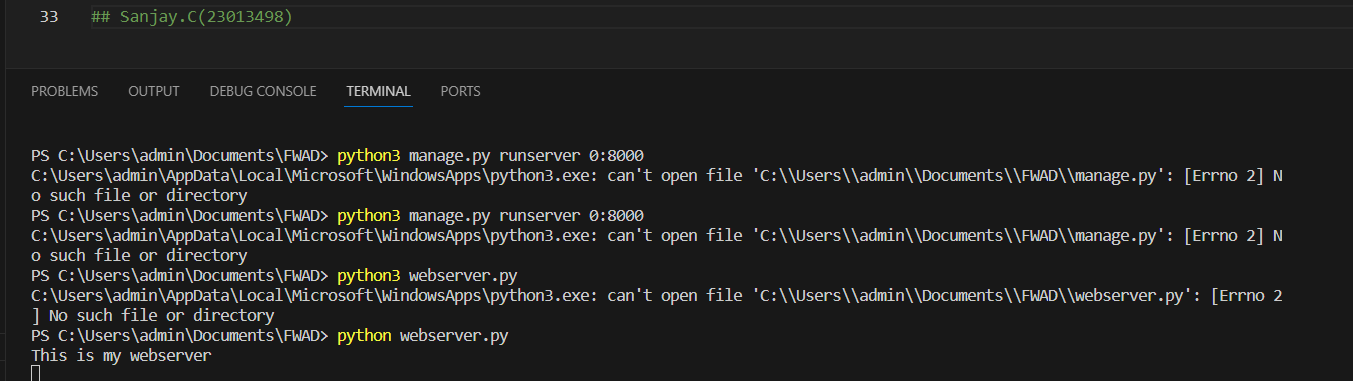 33 ## Sanjay.C(23013498)
PROBLEMS OUTPUT DEBUG CONSOLE TERMINAL PORTS
PS C:\Users\admin\Documents\FWAD> python3 manage.py runserver 0:8000
C:\Users\admin\AppData\Local\Microsoft\WindowsApps\python3.exe: can't open file 'C:\\Users\\admin\\Documents\\FWAD\\manage.py': [Errno 2] N
o such file or directory
PS C:\Users\admin\Documents\FWAD> python3 manage.py runserver 0:8000
C:\Users\admin\AppData\Local\Microsoft\WindowsApps\python3.exe: can't open file 'C:\\Users\\admin\\Documents\\FWAD\\manage.py': [Errno 2] N
o such file or directory
PS C:\Users\admin\Documents\FWAD> python3 webserver.py
C:\Users\admin\AppData\Local\Microsoft\WindowsApps\python3.exe: can't open file 'C:\\Users\\admin\\Documents\\FWAD\\webserver.py': [Errno 2
] No such file or directory
PS C:\Users\admin\Documents\FWAD> python webserver.py
This is my webserver